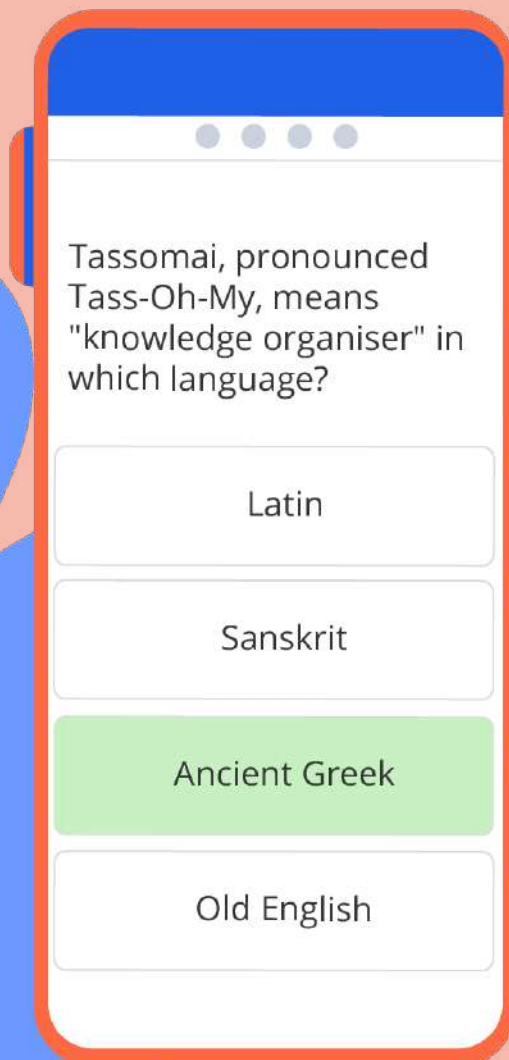 Tassomai, pronounced
Tass-Oh-My, means
"knowledge organiser" in
which language?
Latin
Sanskrit
Ancient Greek
Old English